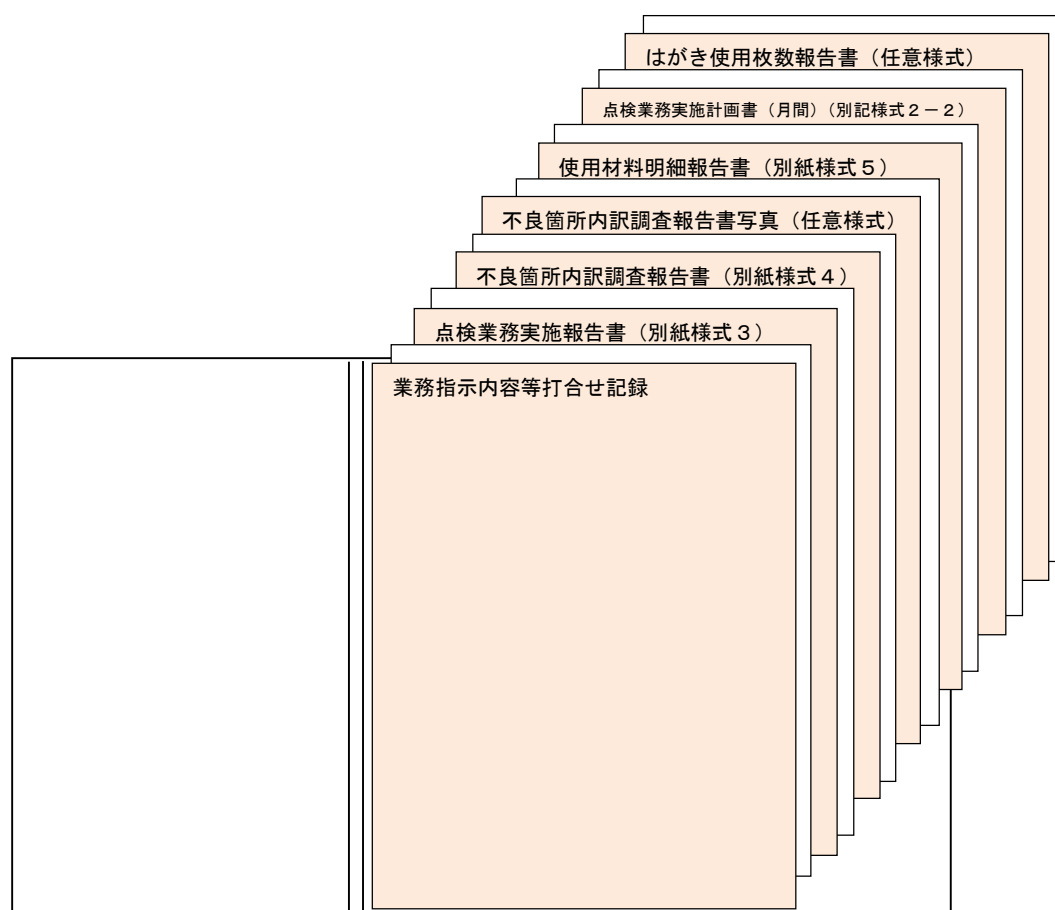 はがき使用枚数報告書（任意様式）
点検業務実施計画書（月間）（別記様式２－２）
使用材料明細報告書（別紙様式５）
不良箇所内訳調査報告書写真（任意様式）
不良箇所内訳調査報告書（別紙様式４）
点検業務実施報告書（別紙様式３）
業務指示内容等打合せ記録